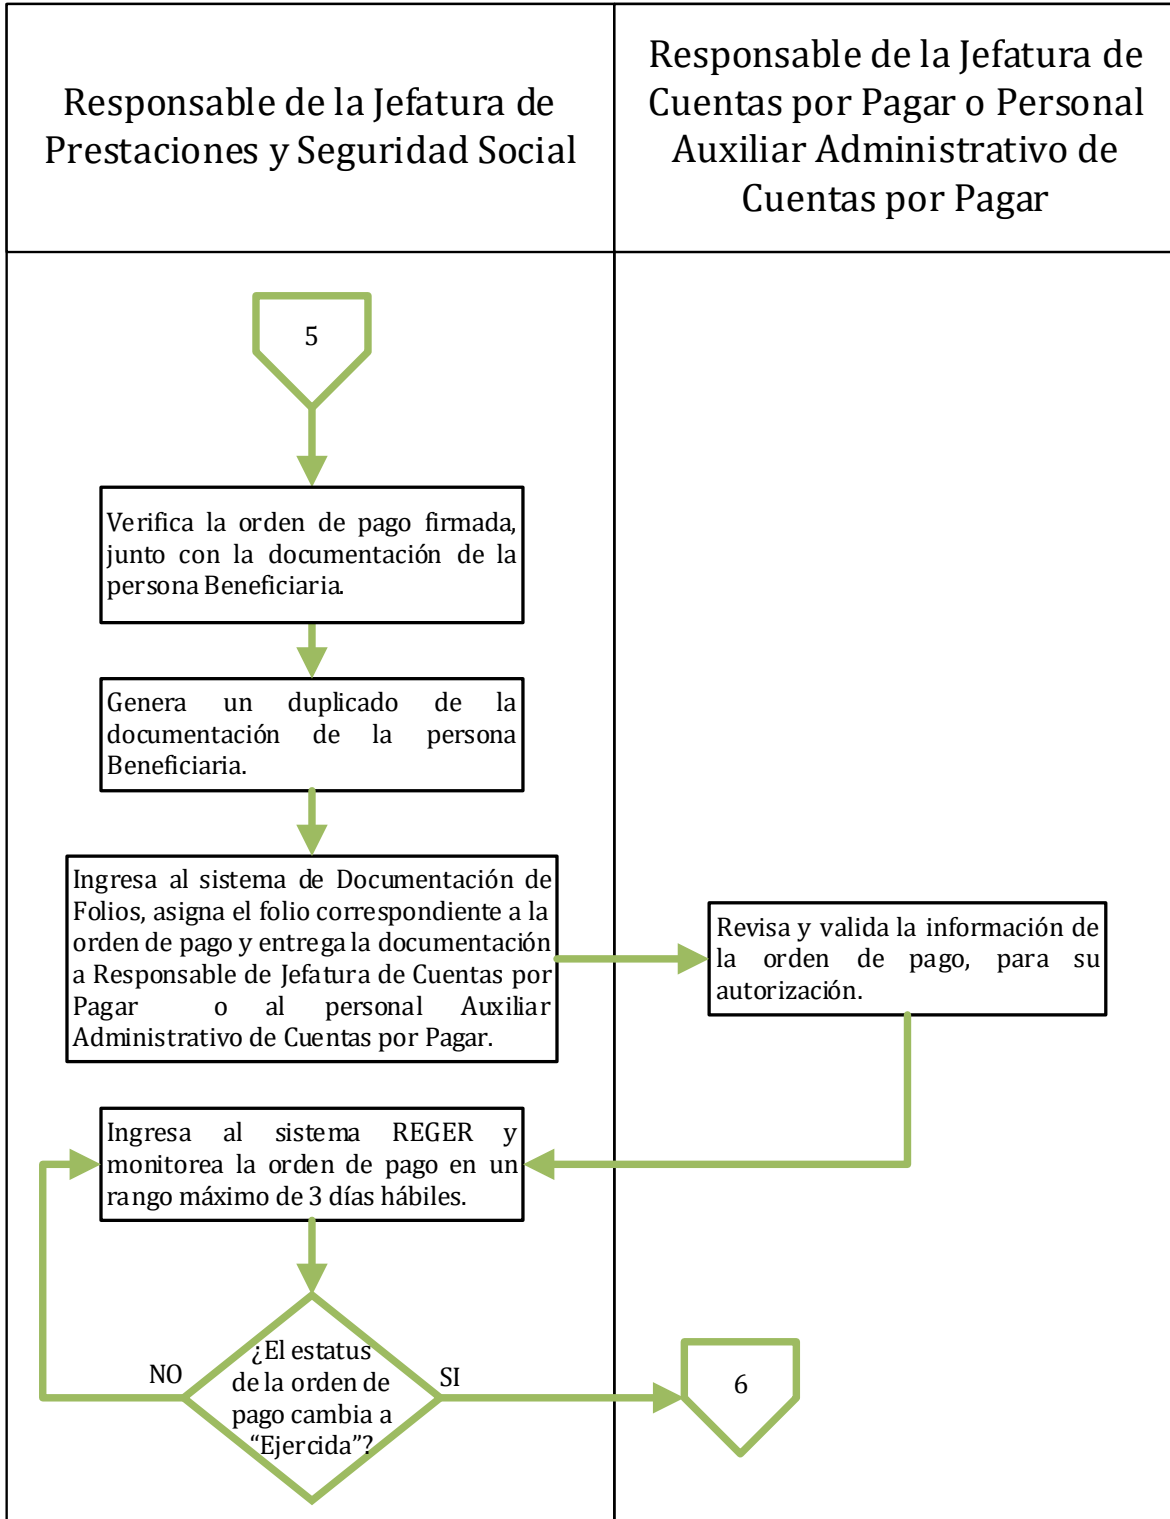 Responsable de la Jefatura de
Prestaciones y Seguridad Social
Responsable de la Jefatura de
Cuentas por Pagar o Personal
Auxiliar Administrativo de
Cuentas por Pagar
5
Verifica la orden de pago firmada,
junto con la documentación de la
persona Beneficiaria.
Genera un duplicado de la
documentación de la persona
Beneficiaria.
Ingresa al sistema de Documentación de
Folios, asigna el folio correspondiente a la
orden de pago y entrega la documentación
a Responsable de Jefatura de Cuentas por
Pagar o al personal Auxiliar
Administrativo de Cuentas por Pagar.
Revisa y valida la información de
la orden de pago, para su
autorización.
Ingresa al sistema REGER y
monitorea la orden de pago en un
rango máximo de 3 días hábiles.
¿El estatus
de la orden de
pago cambia a
“Ejercida”?
NO
SI
6